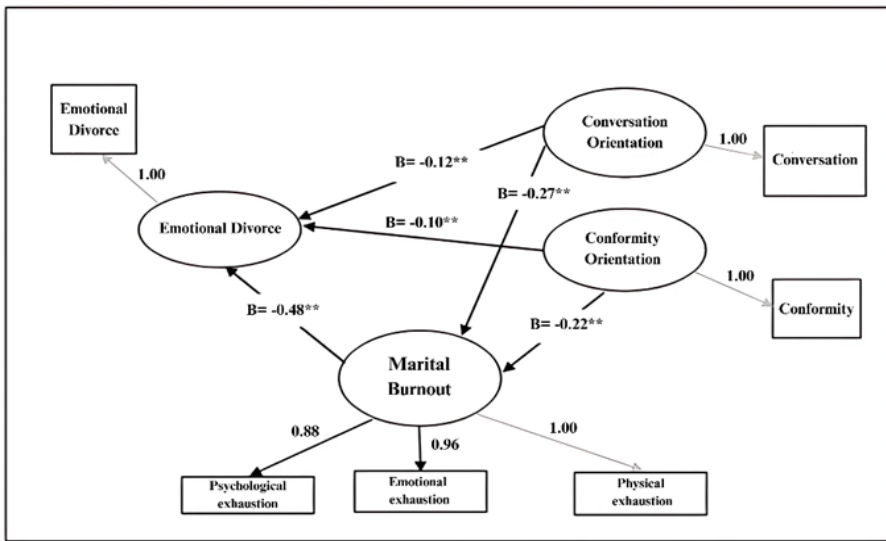 Emotional
Divorce
1.00
Conversation
Orientation
1.00
Conversation
B= -0.12**
B= -0.27**
Emotional Divorce
B= -0.10**
Conformity
Orientation
1.00
Conformity
B= -0.48**
B= -0.22**
Marital
Burnout
0.88
0.96
1.00
Psychological
exhaustion
Emotional
exhaustion
Physical
exhaustion